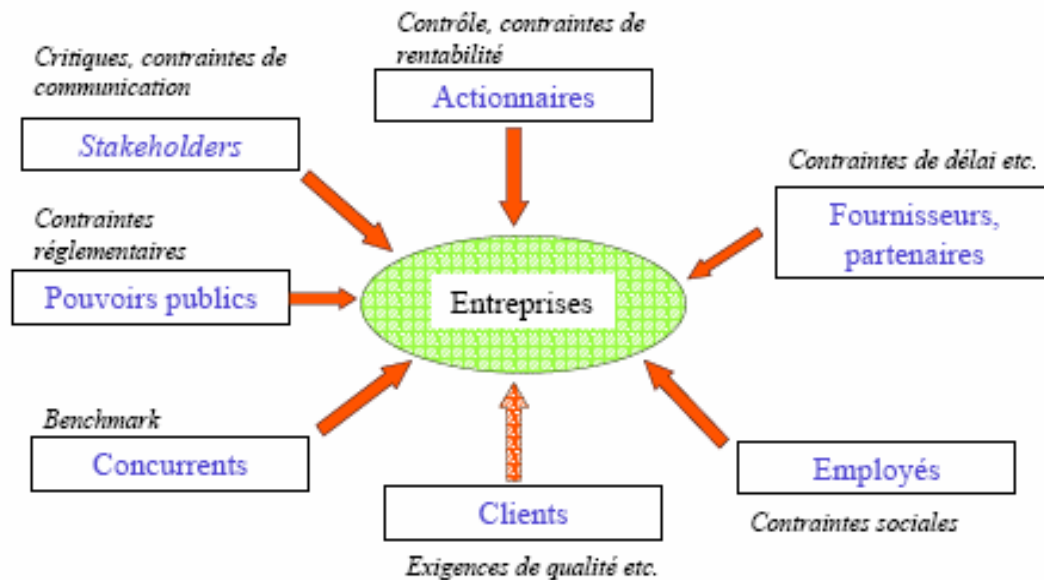 Contrôle, contraintes de
rentabilité
Actionnaires
Critiques, contraintes de
communication
Stakeholders
Contraintes de délai etc.
Fournisseurs,
partenaires
Contraintes
réglementaires
Pouvoirs publics
Entreprises
Benchmark
Concurrents
Clients
Exigences de qualité etc.
Employés
Contraintes sociales